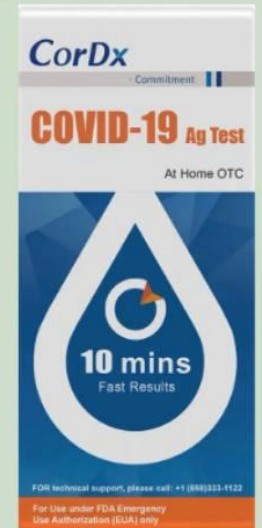 CorDx
Commitment
COVID-19 Ag Test
At Home OTC
10 mins
Fast Results
FOR technical support, please call: +1 (858)333-1122
For Use under FDA Emergency
Use Authorization (EUA) only